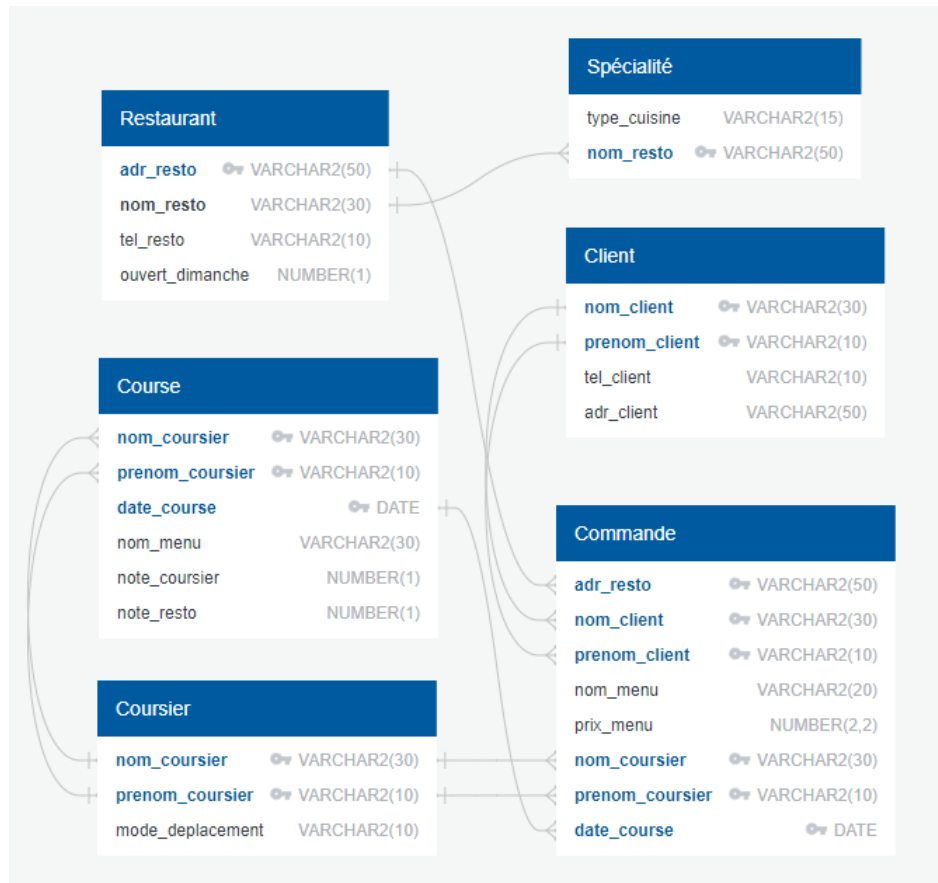 Restaurant
adr_resto VARCHAR2(50)
nom_resto VARCHAR2(30)
tel_resto VARCHAR2(10)
ouvert_dimanche NUMBER(1)
Spécialité
type_cuisine VARCHAR2(15)
nom_resto VARCHAR2(50)
Client
nom_client VARCHAR2(30)
prenom_client VARCHAR2(10)
tel_client VARCHAR2(10)
adr_client VARCHAR2(50)
Course
nom_coursier VARCHAR2(30)
prenom_coursier VARCHAR2(10)
date_course DATE
nom_menu VARCHAR2(30)
note_coursier NUMBER(1)
note_resto NUMBER(1)
Commande
adr_resto VARCHAR2(50)
nom_client VARCHAR2(30)
prenom_client VARCHAR2(10)
nom_menu VARCHAR2(20)
prix_menu NUMBER(2,2)
nom_coursier VARCHAR2(30)
prenom_coursier VARCHAR2(10)
date_course DATE
Coursier
nom_coursier VARCHAR2(30)
prenom_coursier VARCHAR2(10)
mode_deplacement VARCHAR2(10)